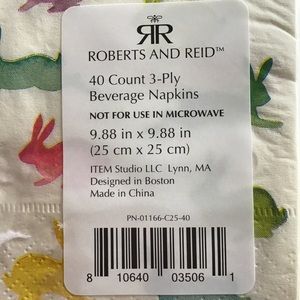 RR
ROBERTS AND REID™
40 Count 3-Ply
Beverage Napkins
NOT FOR USE IN MICROWAVE
9.88 in x 9.88 in
(25 cm x 25 cm)
ITEM Studio LLC Lynn, MA
Designed in Boston
Made in China
PN-01166-C25-40
8 10640 03506 1